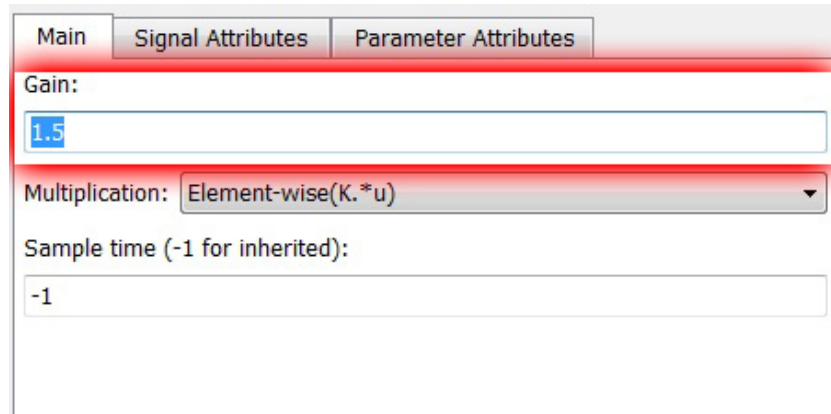 Main Signal Attributes Parameter Attributes
Gain:
1.5
Multiplication: Element-wise(K.*u)
Sample time (-1 for inherited):
-1